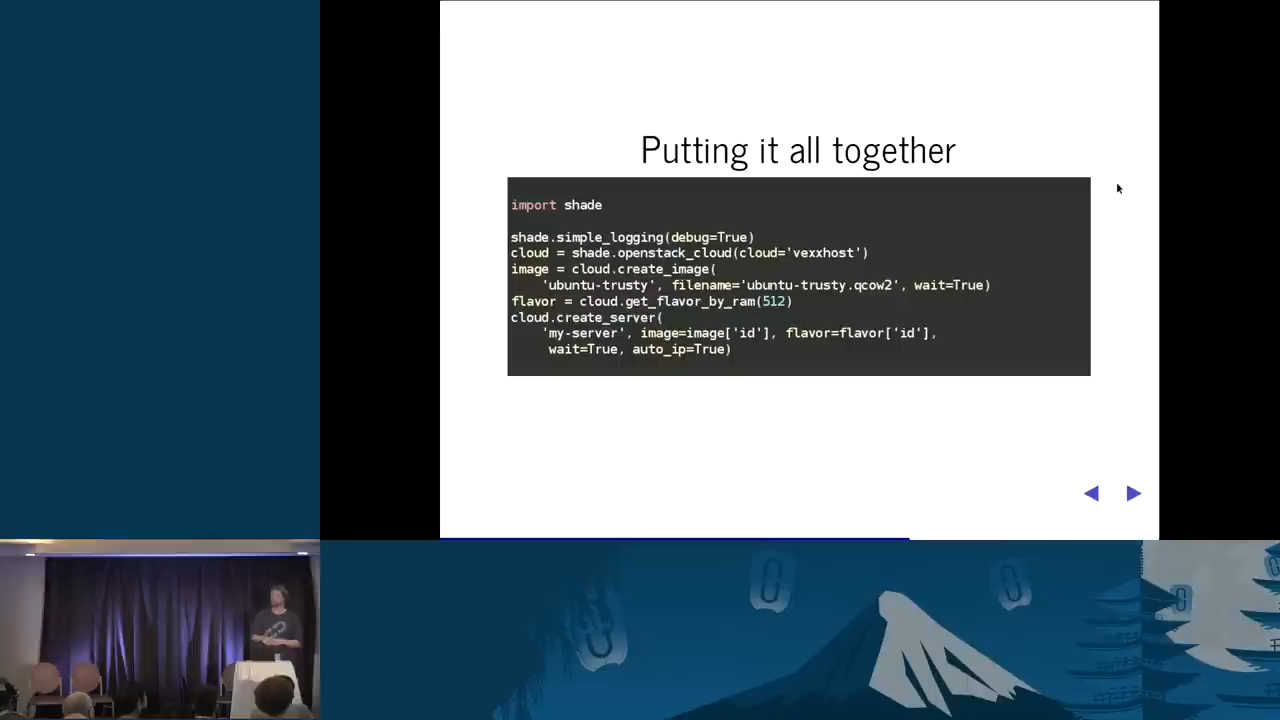 Putting it all together
import shade
shade.simple_logging(debug=True)
cloud = shade.openstack_cloud(cloud='vexxhost')
image = cloud.create_image(
    'ubuntu-trusty', filename='ubuntu-trusty.qcow2', wait=True)
flavor = cloud.get_flavor_by_ram(512)
cloud.create_server(
    'my-server', image=image['id'], flavor=flavor['id'],
     wait=True, auto_ip=True)